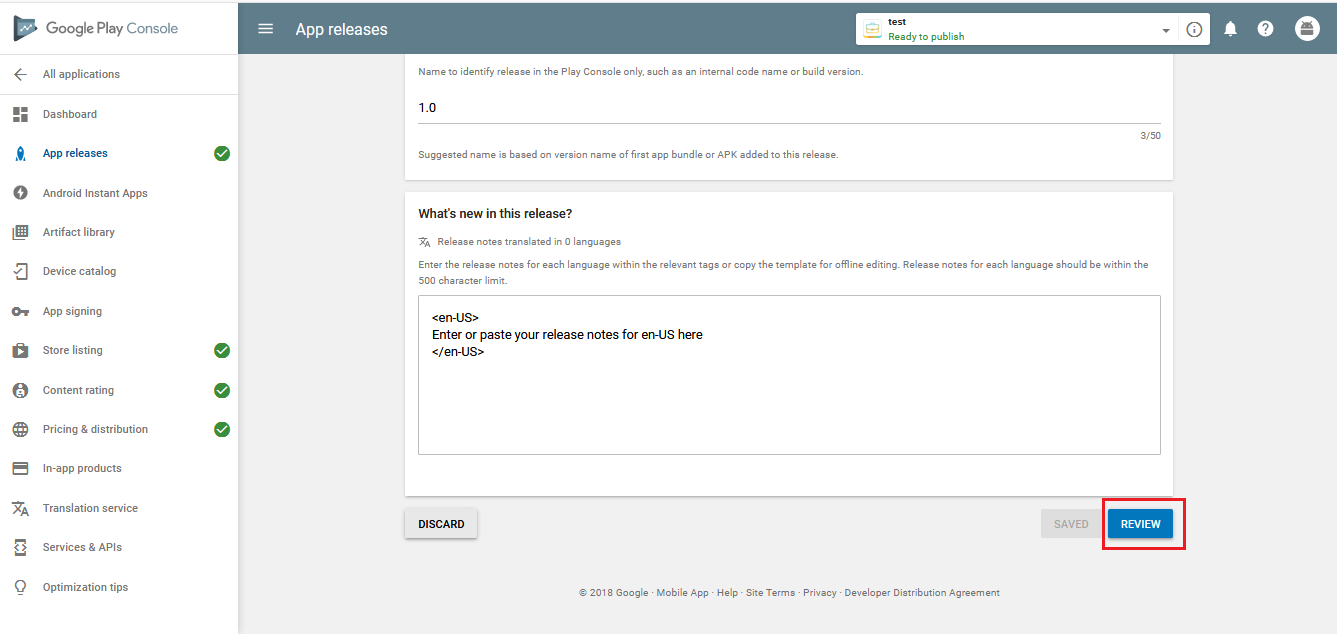 Google Play Console
App releases
test
Ready to publish
All applications
Dashboard
App releases
Android Instant Apps
Artifact library
Device catalog
App signing
Store listing
Content rating
Pricing & distribution
In-app products
Translation service
Services & APIs
Optimization tips
Name to identify release in the Play Console only, such as an internal code name or build version.
1.0
3/50
Suggested name is based on version name of first app bundle or APK added to this release.
What's new in this release?
Release notes translated in 0 languages
Enter the release notes for each language within the relevant tags or copy the template for offline editing. Release notes for each language should be within the
500 character limit.
<en-US>
Enter or paste your release notes for en-US here
</en-US>
DISCARD
SAVED
REVIEW
© 2018 Google · Mobile App · Help · Site Terms · Privacy · Developer Distribution Agreement